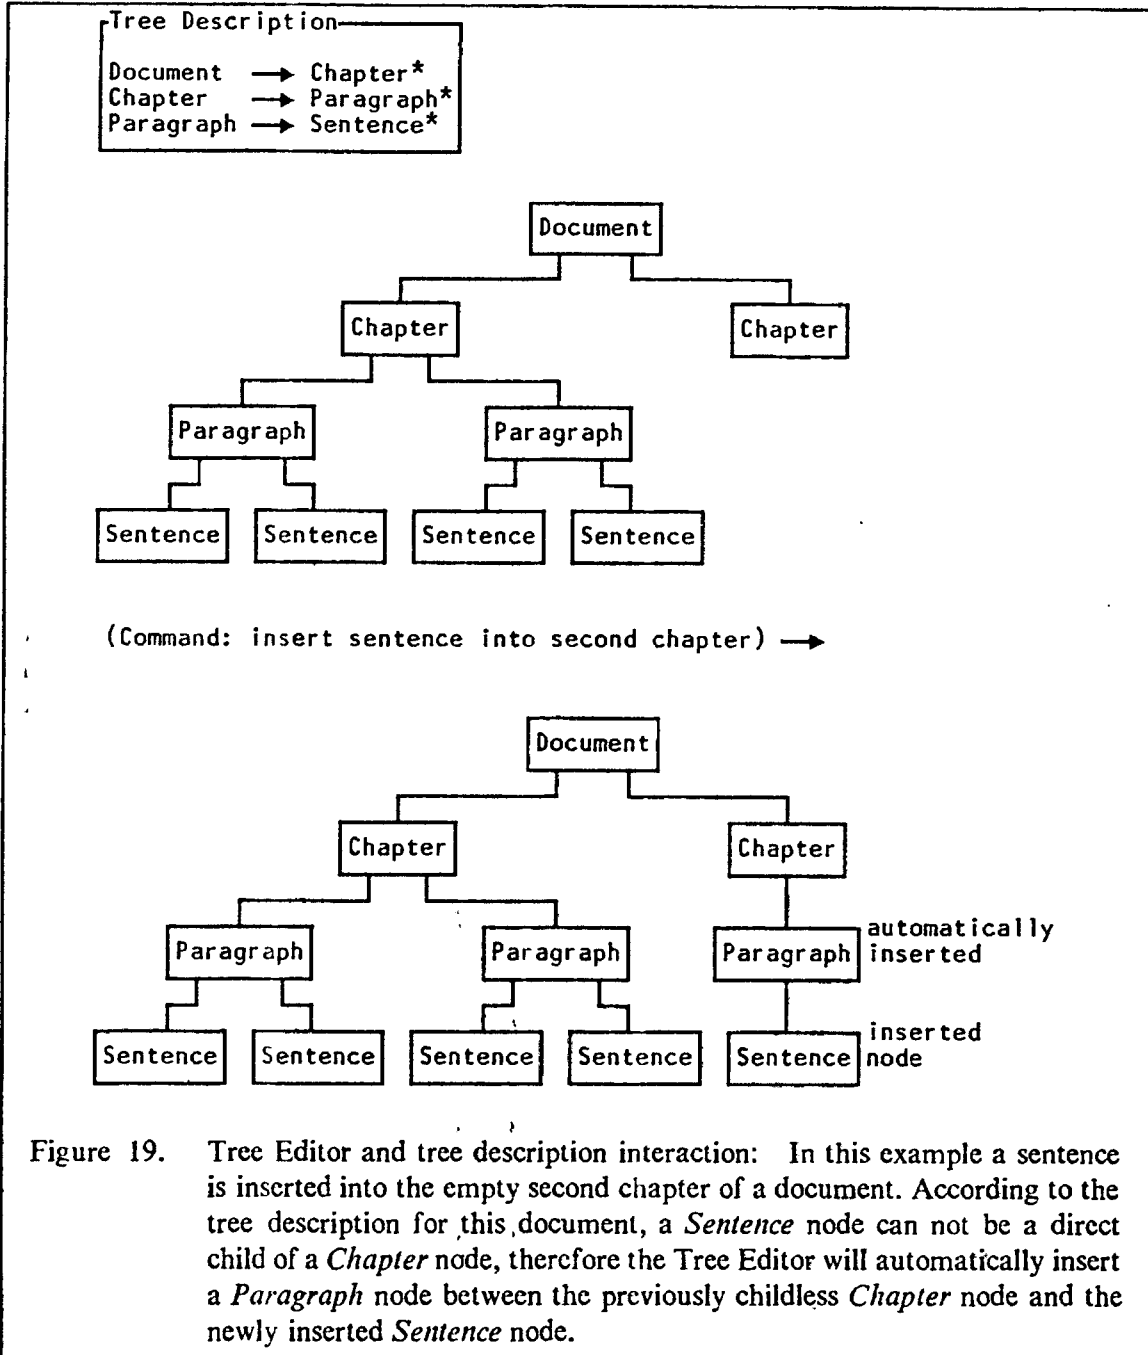 Tree Description
Document → Chapter*
Chapter → Paragraph*
Paragraph → Sentence*
Document
Chapter Chapter
Paragraph Paragraph
Sentence Sentence Sentence Sentence
(Command: insert sentence into second chapter) →
Document
Chapter Chapter
Paragraph Paragraph Paragraph automatically inserted
Sentence Sentence Sentence Sentence Sentence inserted node
Figure 19. Tree Editor and tree description interaction: In this example a sentence
is inserted into the empty second chapter of a document. According to the
tree description for this document, a Sentence node can not be a direct
child of a Chapter node, therefore the Tree Editor will automatically insert
a Paragraph node between the previously childless Chapter node and the
newly inserted Sentence node.